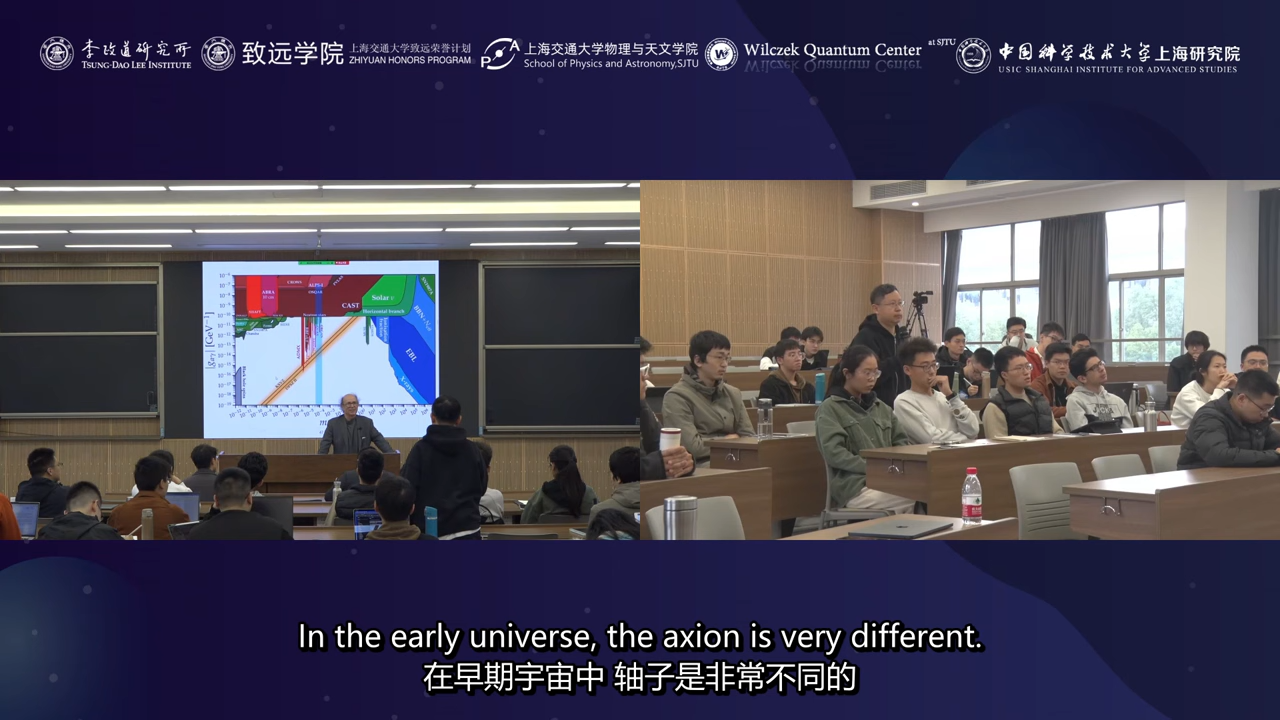 李政道研究所
TSUNG-DAO LEE INSTITUTE
致远学院
上海交通大学致远荣誉计划
ZHIYUAN HONORS PROGRAM
上海交通大学物理与天文学院
School of Physics and Astronomy,SJTU
Wilczek Quantum Center
at SJTU
中国科学技术大学上海研究院
USTC SHANGHAI INSTITUTE FOR ADVANCED STUDIES
CAST
Solar ν
Horizontal branch
EBL
X-rays
In the early universe, the axion is very different.
在早期宇宙中 轴子是非常不同的